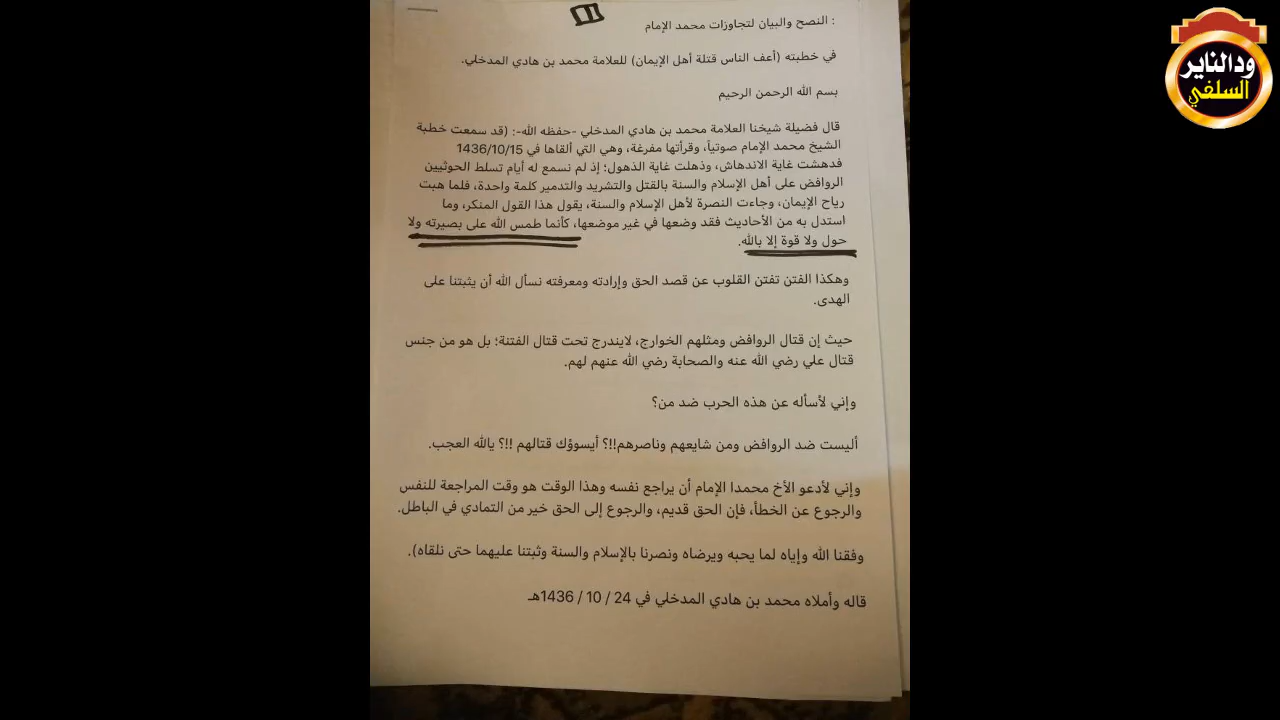 : النصح والبيان لتجاوزات محمد الإمام
في خطبته (أعف الناس قتلة أهل الإيمان) للعلامة محمد بن هادي المدخلي.
بسم الله الرحمن الرحيم
قال فضيلة شيخنا العلامة محمد بن هادي المدخلي -حفظه الله-: (قد سمعت خطبة
الشيخ محمد الإمام صوتياً، وقرأتها مفرغة، وهي التي ألقاها في 1436/10/15
فدهشت غاية الاندهاش، وذهلت غاية الذهول؛ إذ لم نسمع له أيام تسلط الحوثيين
الروافض على أهل الإسلام والسنة بالقتل والتشريد والتدمير كلمة واحدة، فلما هبت
رياح الإيمان، وجاءت النصرة لأهل الإسلام والسنة، يقول هذا القول المنكر، وما
استدل به من الأحاديث فقد وضعها في غير موضعها، كأنما طمس الله على بصيرته ولا
حول ولا قوة إلا بالله.
وهكذا الفتن تفتن القلوب عن قصد الحق وإرادته ومعرفته نسأل الله أن يثبتنا على
الهدى.
حيث إن قتال الروافض ومثلهم الخوارج، لايندرج تحت قتال الفتنة؛ بل هو من جنس
قتال علي رضي الله عنه والصحابة رضي الله عنهم لهم.
وإني لأسأله عن هذه الحرب ضد من؟
أليست ضد الروافض ومن شايعهم وناصرهم!!؟ أيسوؤك قتالهم !!؟ يالله العجب.
وإني لأدعو الأخ محمدا الإمام أن يراجع نفسه وهذا الوقت هو وقت المراجعة للنفس
والرجوع عن الخطأ، فإن الحق قديم، والرجوع إلى الحق خير من التمادي في الباطل.
وفقنا الله وإياه لما يحبه ويرضاه ونصرنا بالإسلام والسنة وثبتنا عليهما حتى نلقاه).
قاله وأملاه محمد بن هادي المدخلي في 24 / 10 / 1436هـ
ودالناير
السلفي